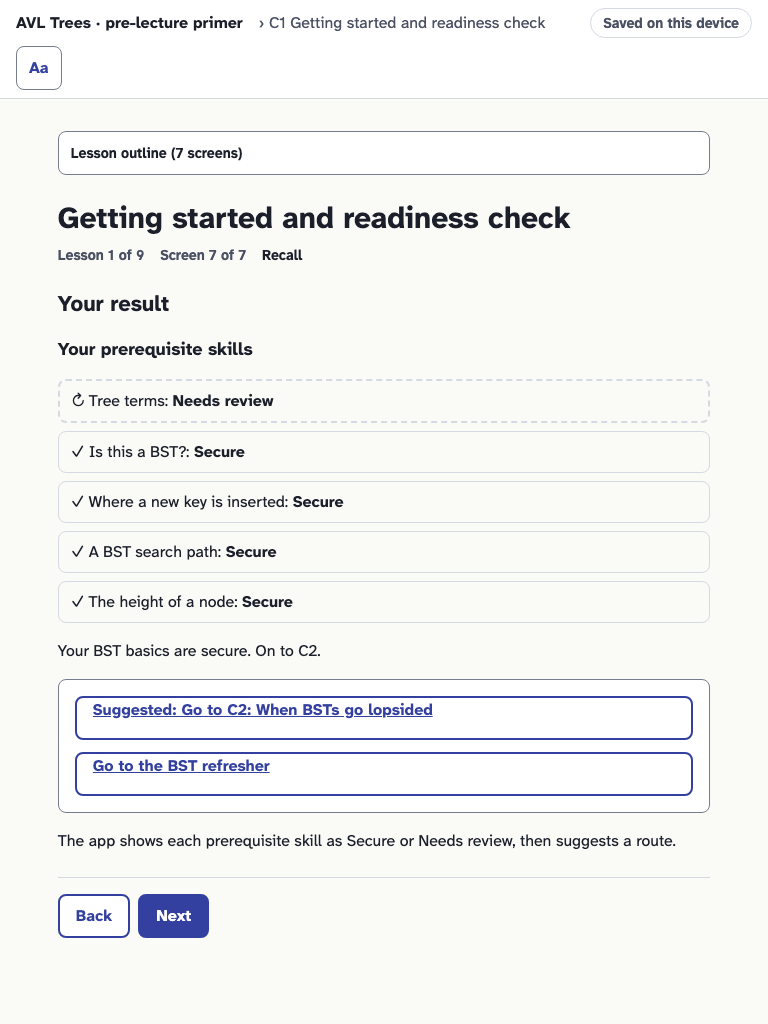 AVL Trees · pre-lecture primer › C1 Getting started and readiness check Saved on this device
Aa
Lesson outline (7 screens)
Getting started and readiness check
Lesson 1 of 9 Screen 7 of 7 Recall
Your result
Your prerequisite skills
↻ Tree terms: Needs review
✓ Is this a BST?: Secure
✓ Where a new key is inserted: Secure
✓ A BST search path: Secure
✓ The height of a node: Secure
Your BST basics are secure. On to C2.
Suggested: Go to C2: When BSTs go lopsided
Go to the BST refresher
The app shows each prerequisite skill as Secure or Needs review, then suggests a route.
Back Next